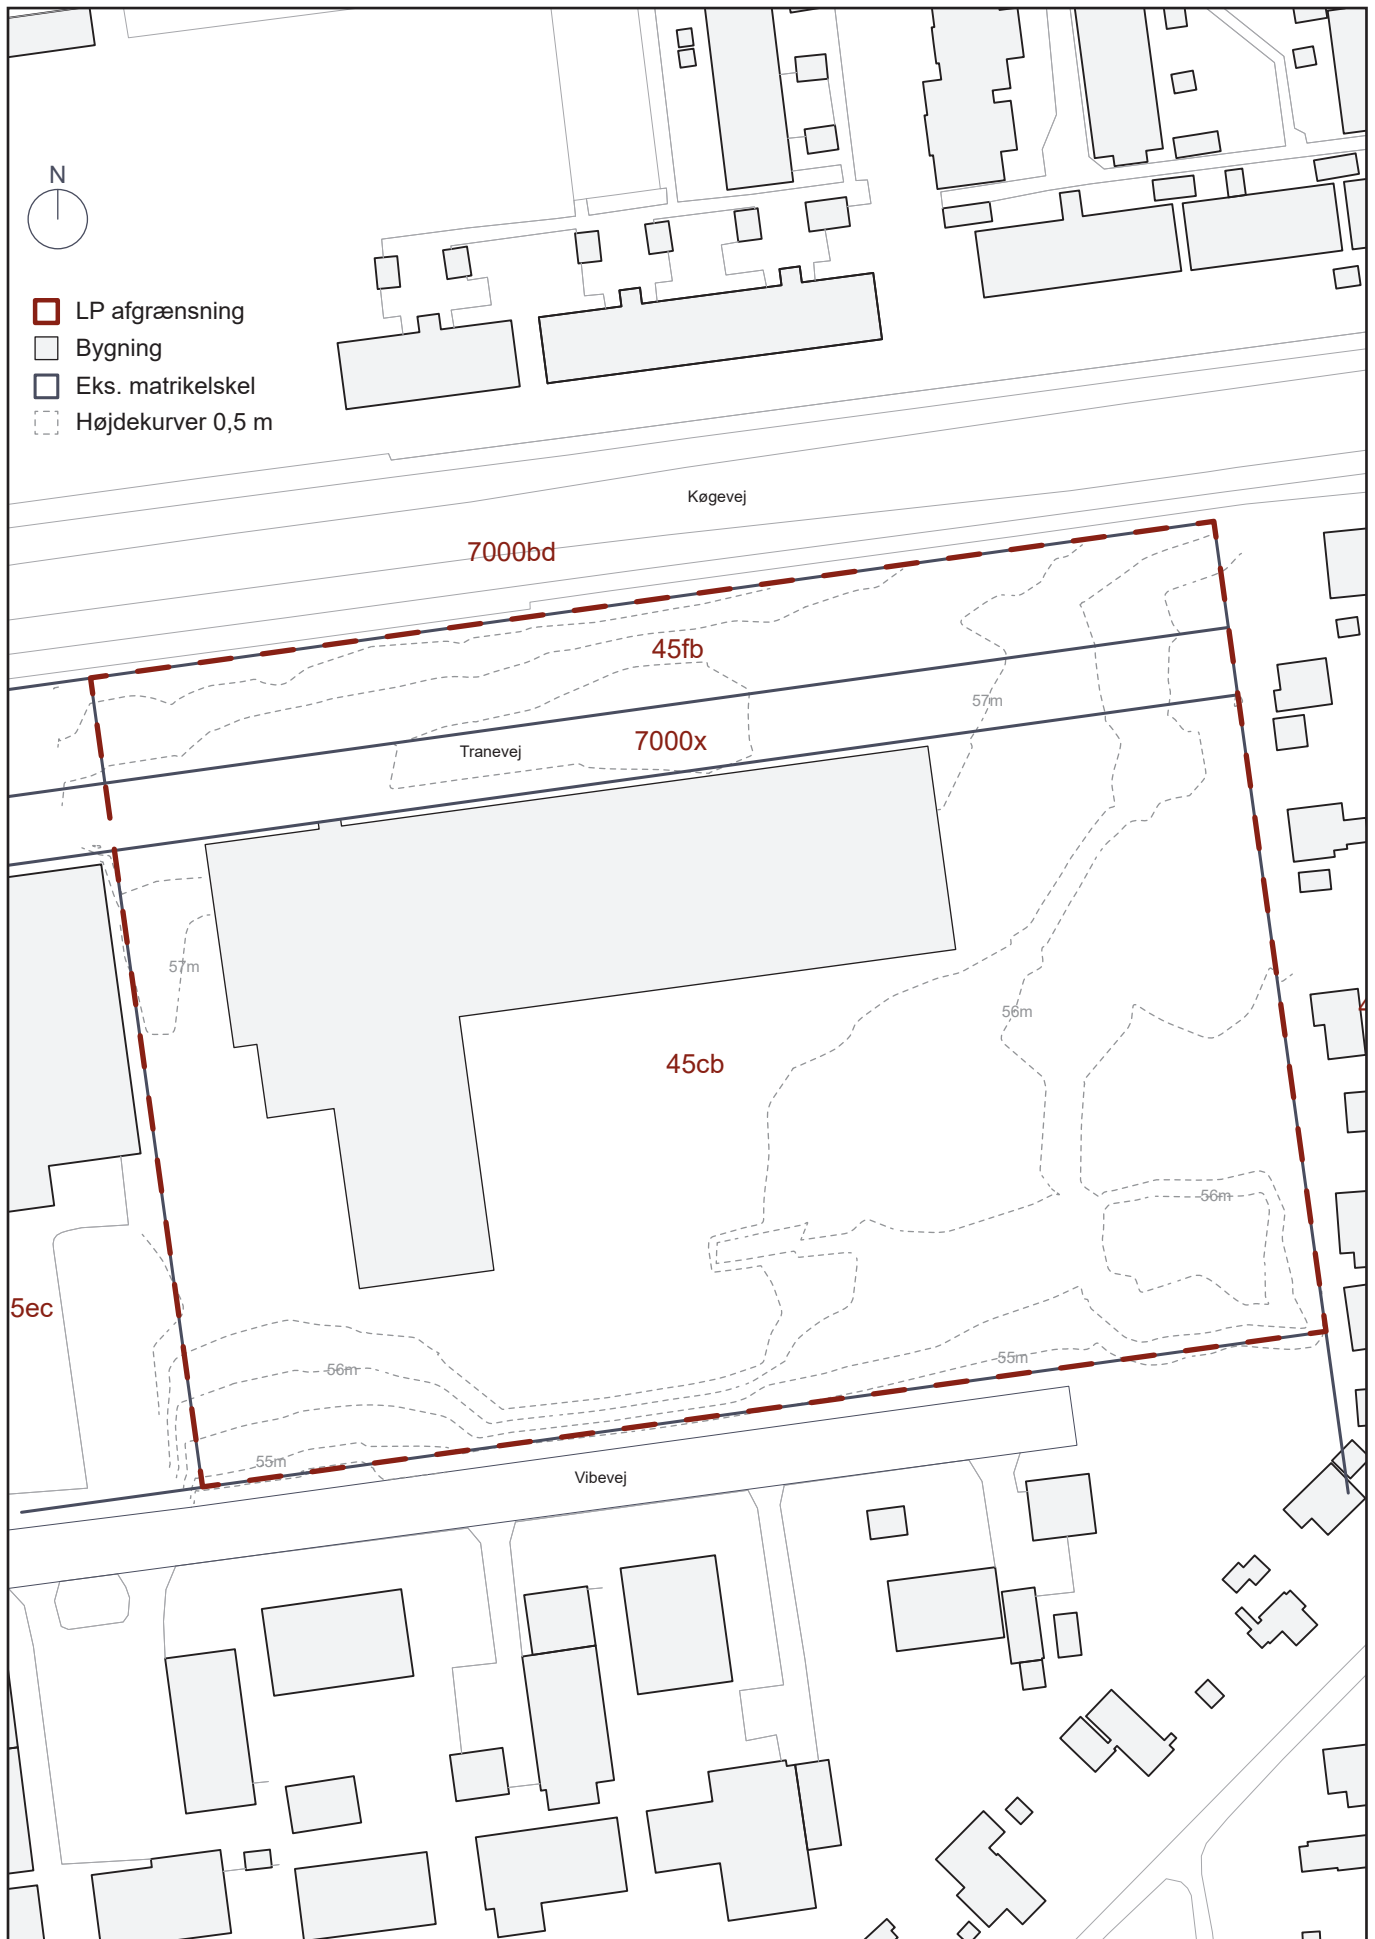 N
LP afgrænsning
Bygning
Eks. matrikelskel
Højdekurver 0,5 m
Køgevej
7000bd
45fb
57m
7000x
Tranevej
57m
56m
45cb
56m
5ec
55m
56m
55m
Vibevej